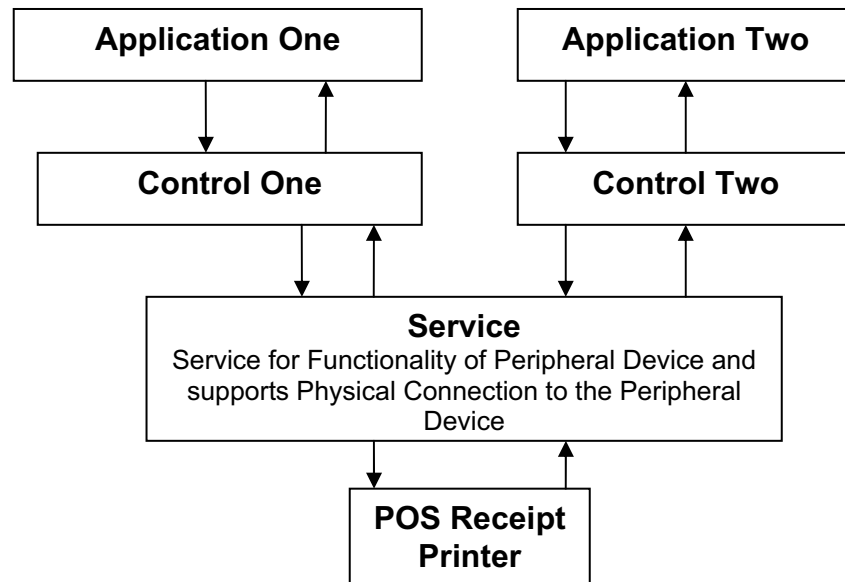 Application One
Application Two
Control One
Control Two
Service
Service for Functionality of Peripheral Device and
supports Physical Connection to the Peripheral
Device
POS Receipt
Printer